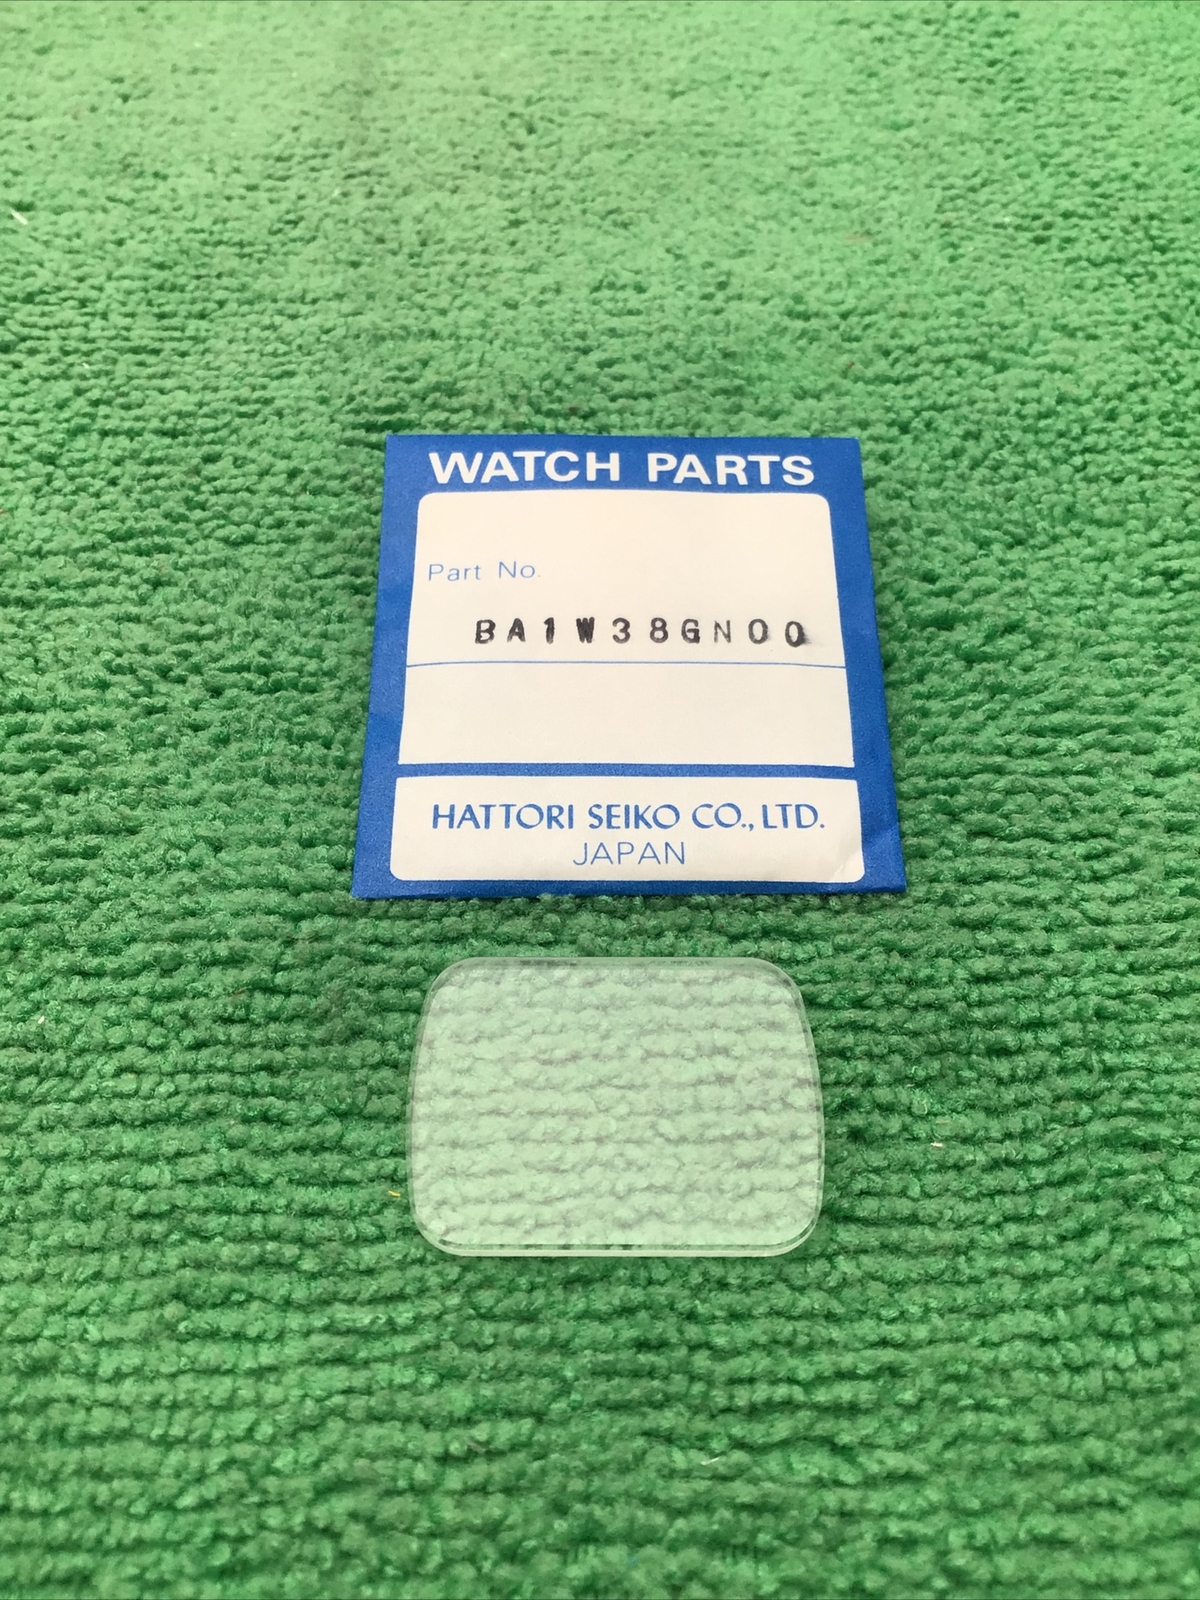 WATCH PARTS
Part No.
BA1W38GN00
HATTORI SEIKO CO., LTD.
JAPAN